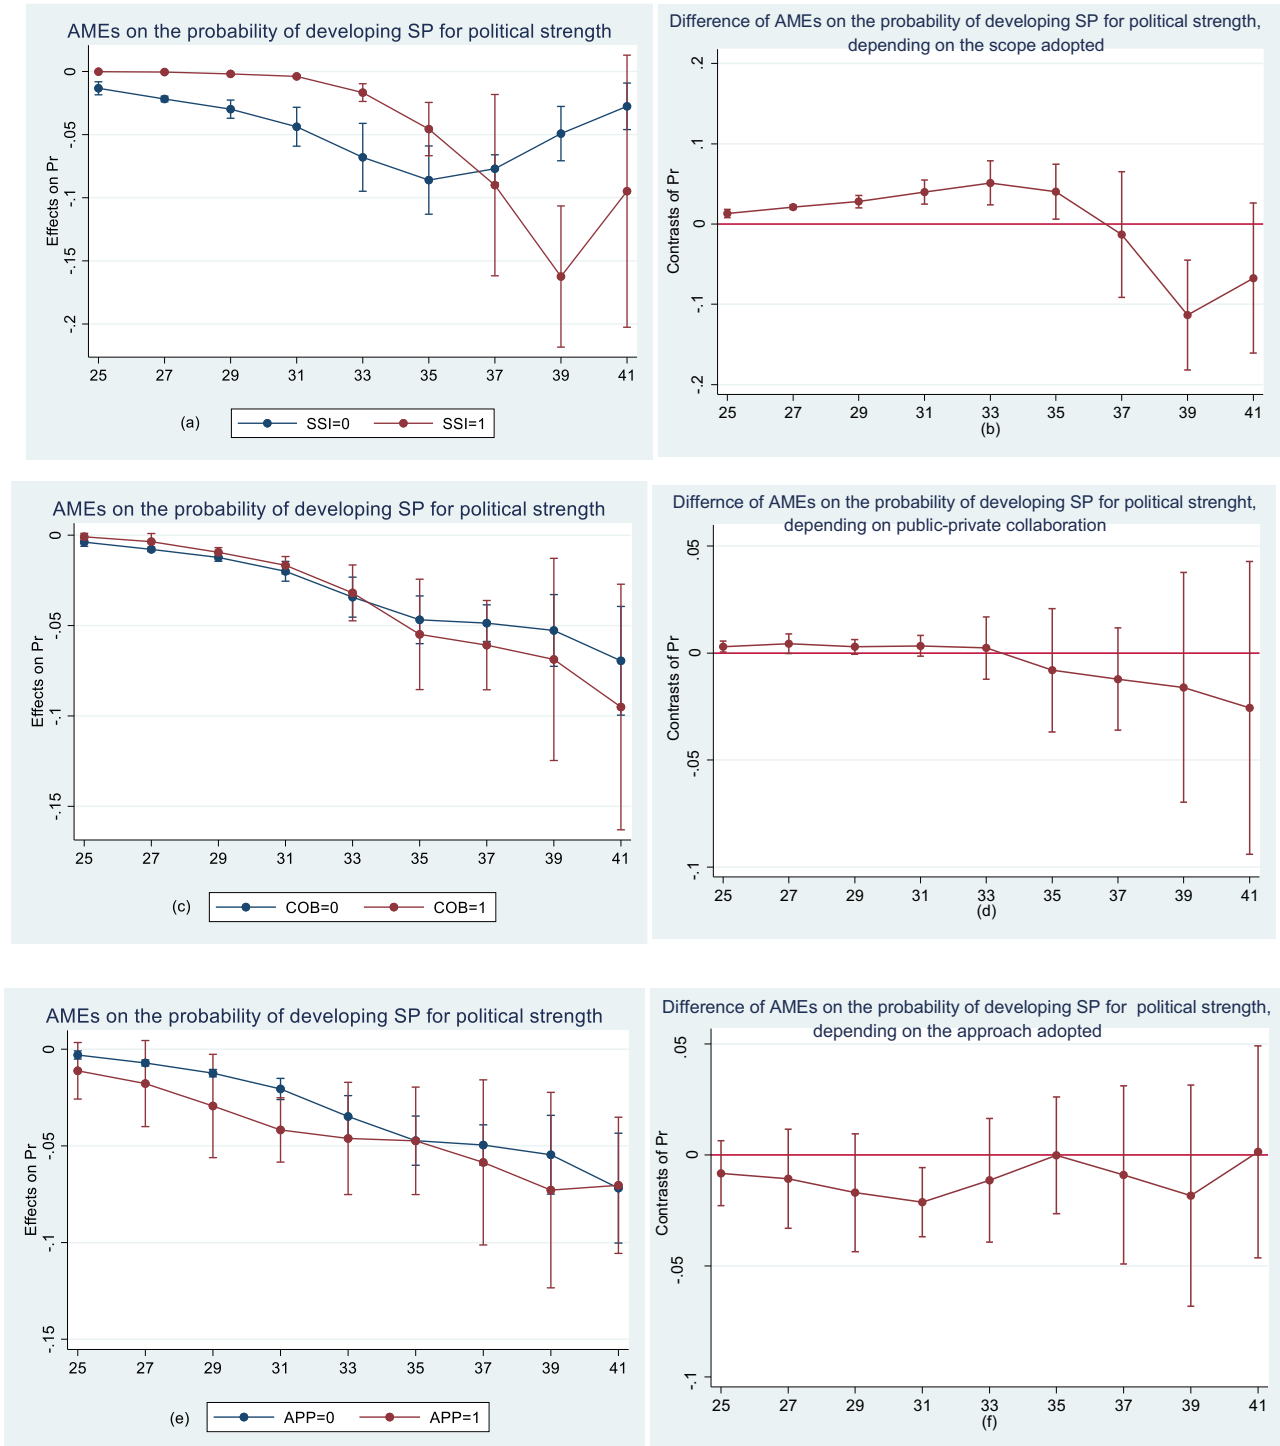 AMEs on the probability of developing SP for political strength
Effects on Pr
0
-.05
-.1
-.15
-.2
25 27 29 31 33 35 37 39 41
(a) SSI=0 SSI=1
Difference of AMEs on the probability of developing SP for political strength,
depending on the scope adopted
Contrasts of Pr
.2
.1
0
-.1
-.2
25 27 29 31 33 35 37 39 41
(b)
AMEs on the probability of developing SP for political strength
Effects on Pr
0
-.05
-.1
-.15
25 27 29 31 33 35 37 39 41
(c) COB=0 COB=1
Differnce of AMEs on the probability of developing SP for political strenght,
depending on public-private collaboration
Contrasts of Pr
.05
0
-.05
-.1
25 27 29 31 33 35 37 39 41
(d)
AMEs on the probability of developing SP for political strength
Effects on Pr
0
-.05
-.1
-.15
25 27 29 31 33 35 37 39 41
(e) APP=0 APP=1
Difference of AMEs on the probability of developing SP for political strength,
depending on the approach adopted
Contrasts of Pr
.05
0
-.05
-.1
25 27 29 31 33 35 37 39 41
(f)